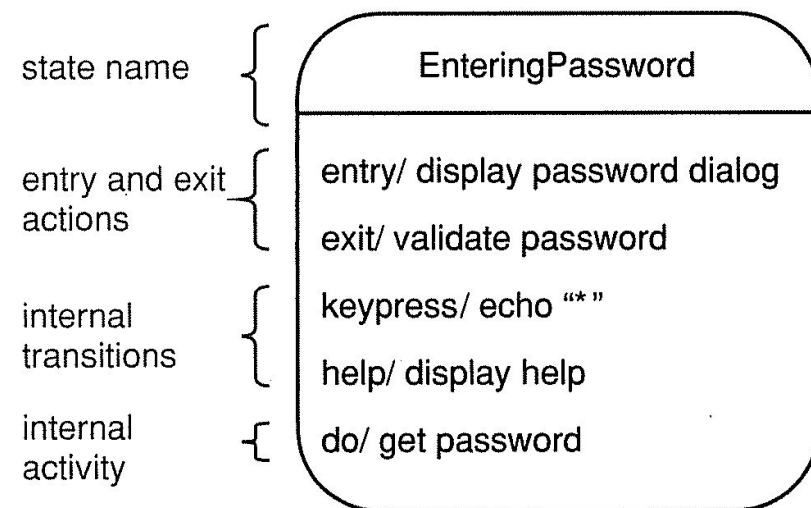 state name
EnteringPassword
entry and exit
actions
entry/ display password dialog
exit/ validate password
internal
transitions
keypress/ echo “*”
help/ display help
internal
activity
do/ get password